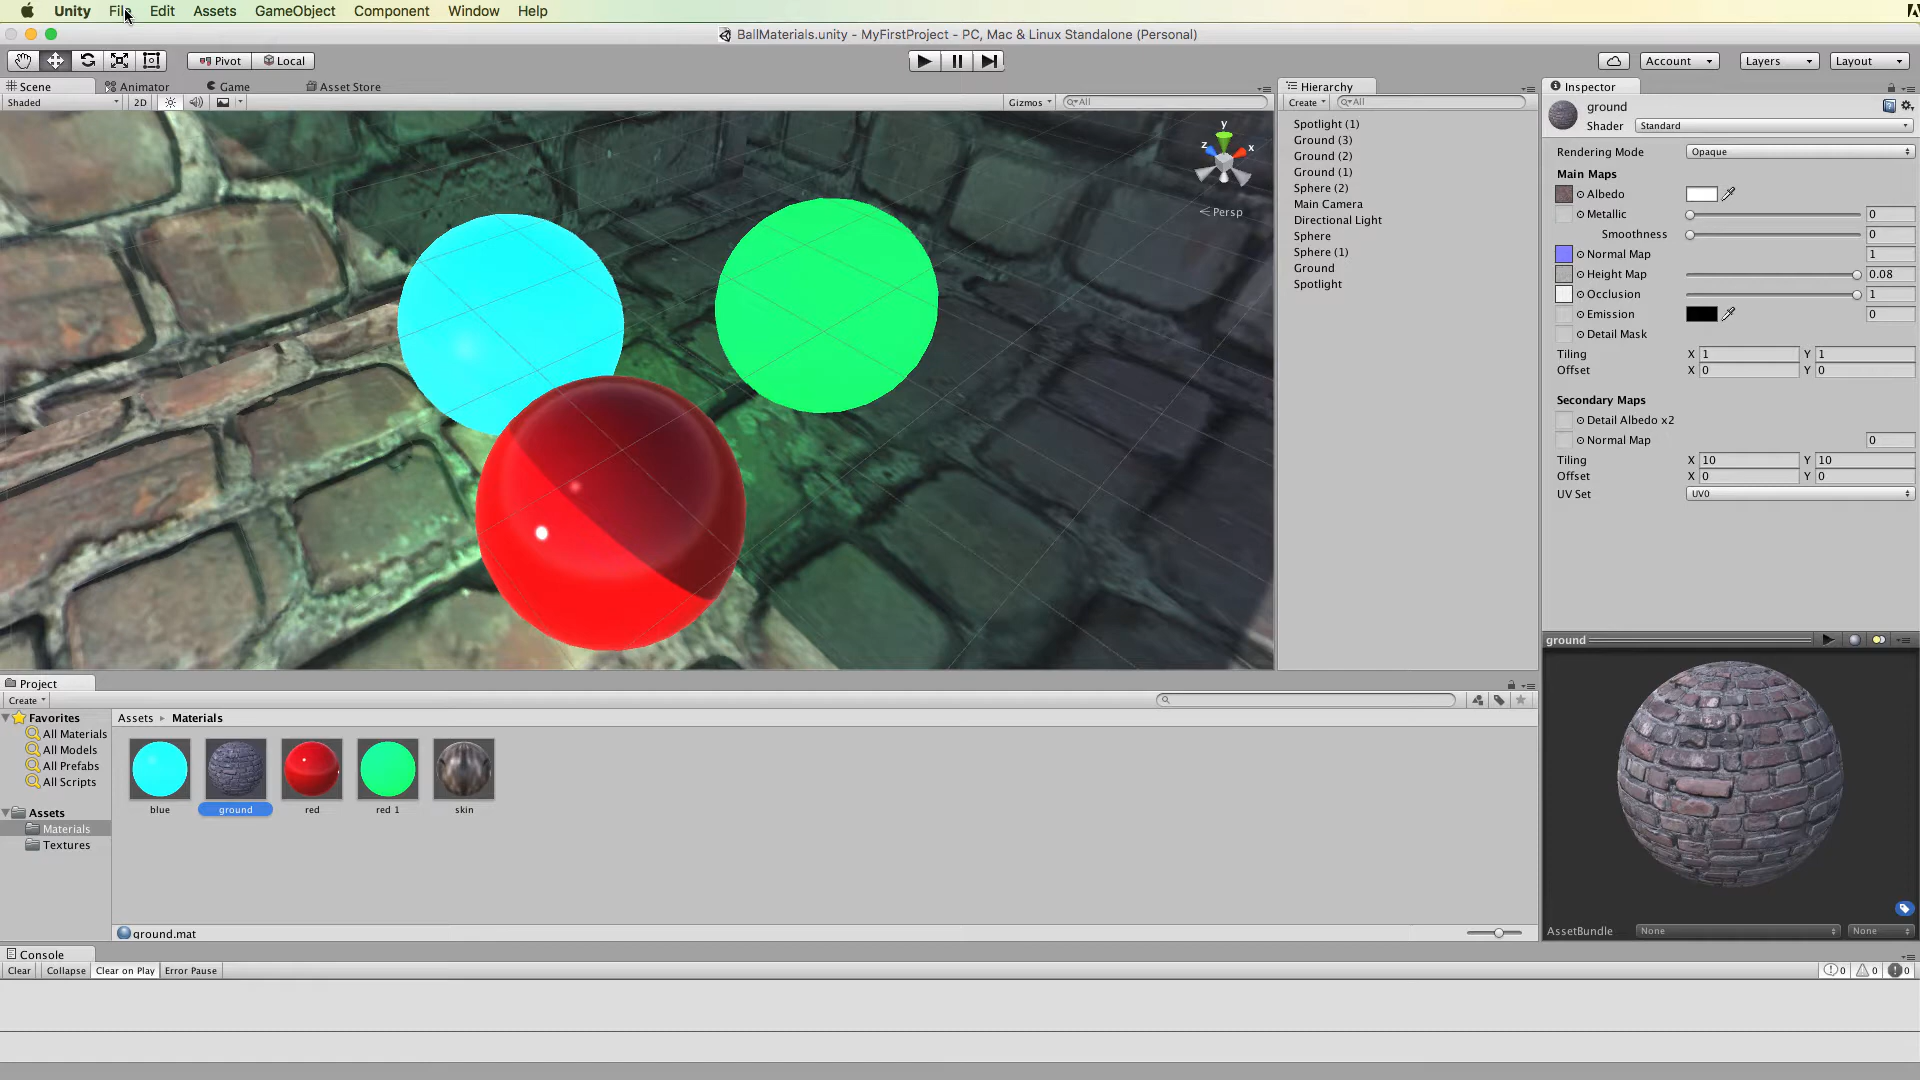 Unity File Edit Assets GameObject Component Window Help
BallMaterials.unity - MyFirstProject - PC, Mac & Linux Standalone (Personal)
Pivot Local Account Layers Layout
Scene Animator Game Asset Store
Shaded 2D Gizmos All
y
z x
Persp
Hierarchy
Create All
Spotlight (1)
Ground (3)
Ground (2)
Ground (1)
Sphere (2)
Main Camera
Directional Light
Sphere
Sphere (1)
Ground
Spotlight
Inspector
ground
Shader Standard
Rendering Mode Opaque
Main Maps
Albedo
Metallic 0
Smoothness 0
Normal Map 1
Height Map 0.08
Occlusion 1
Emission 0
Detail Mask
Tiling X 1 Y 1
Offset X 0 Y 0
Secondary Maps
Detail Albedo x2
Normal Map 0
Tiling X 10 Y 10
Offset X 0 Y 0
UV Set UV0
ground
AssetBundle None None
Project
Create
Favorites
All Materials
All Models
All Prefabs
All Scripts
Assets
Materials
Textures
Assets Materials
blue ground red red 1 skin
ground.mat
Console
Clear Collapse Clear on Play Error Pause 0 0 0